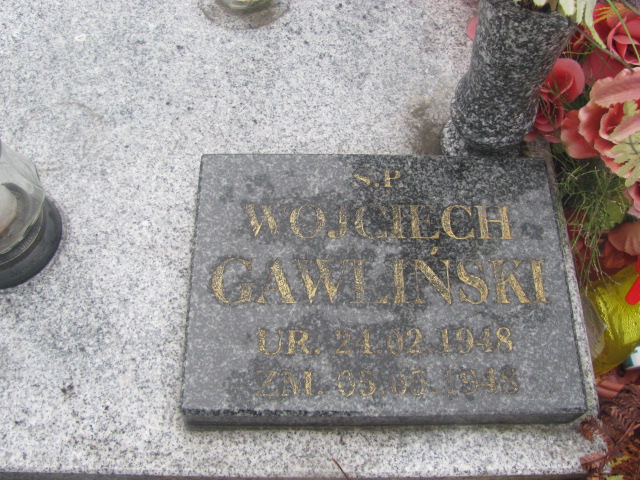 S.P
WOJCIECH
GAWLIŃSKI
UR. 24.02.1948
ZM.